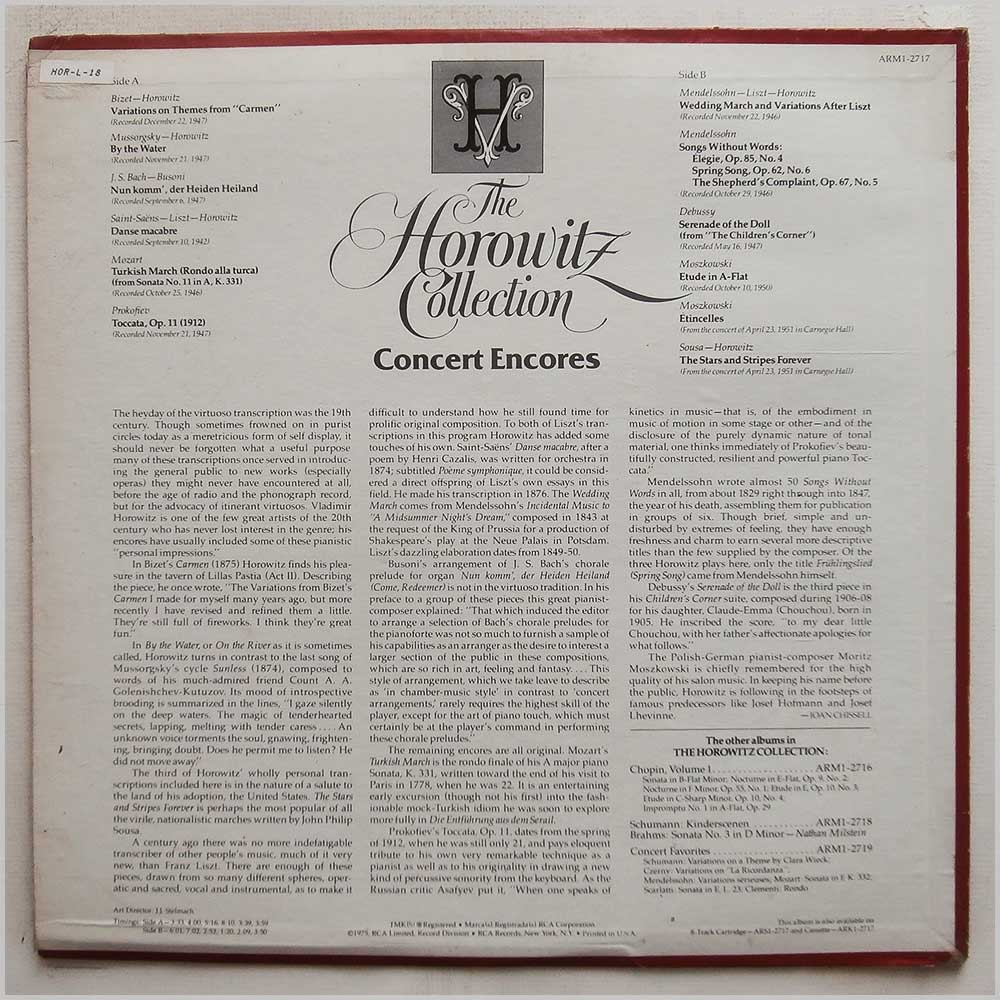 HOR-L-18
ARM1-2717
Side A
Bizet—Horowitz
Variations on Themes from "Carmen"
(Recorded December 22, 1947)
Mussorgsky—Horowitz
By the Water
(Recorded November 21, 1947)
J. S. Bach—Busoni
Nun komm', der Heiden Heiland
(Recorded September 6, 1947)
Saint-Saëns—Liszt—Horowitz
Danse macabre
(Recorded September 10, 1942)
Mozart
Turkish March (Rondo alla turca)
(from Sonata No. 11 in A, K. 331)
(Recorded October 25, 1946)
Prokofiev
Toccata, Op. 11 (1912)
(Recorded November 21, 1947)
VH
The
Horowitz
Collection
Concert Encores
Side B
Mendelssohn—Liszt—Horowitz
Wedding March and Variations After Liszt
(Recorded November 22, 1946)
Mendelssohn
Songs Without Words:
Elégie, Op. 85, No. 4
Spring Song, Op. 62, No. 6
The Shepherd's Complaint, Op. 67, No. 5
(Recorded October 29, 1946)
Debussy
Serenade of the Doll
(from "The Children's Corner")
(Recorded May 16, 1947)
Moszkowski
Etude in A-Flat
(Recorded October 10, 1950)
Moszkowski
Étincelles
(From the concert of April 23, 1951 in Carnegie Hall)
Sousa—Horowitz
The Stars and Stripes Forever
(From the concert of April 23, 1951 in Carnegie Hall)
The heyday of the virtuoso transcription was the 19th
century. Though sometimes frowned on in purist
circles today as a meretricious form of self display, it
should never be forgotten what a useful purpose
many of these transcriptions once served in introduc-
ing the general public to new works (especially
operas) they might never have encountered at all,
before the age of radio and the phonograph record,
but for the advocacy of itinerant virtuosos. Vladimir
Horowitz is one of the few great artists of the 20th
century who has never lost interest in the genre; his
encores have usually included some of these pianistic
"personal impressions."
In Bizet's Carmen (1875) Horowitz finds his plea-
sure in the tavern of Lillas Pastia (Act II). Describing
the piece, he once wrote, "The Variations from Bizet's
Carmen I made for myself many years ago, but more
recently I have revised and refined them a little.
They're still full of fireworks. I think they're great
fun."
In By the Water, or On the River as it is sometimes
called, Horowitz turns in contrast to the last song of
Mussorgsky's cycle Sunless (1874), composed to
words of his much-admired friend Count A. A.
Golenishchev-Kutuzov. Its mood of introspective
brooding is summarized in the lines, "I gaze silently
on the deep waters. The magic of tenderhearted
secrets, lapping, melting with tender caress.... An
unknown voice torments the soul, gnawing, frighten-
ing, bringing doubt. Does he permit me to listen? He
did not move away."
The third of Horowitz' wholly personal tran-
scriptions included here is in the nature of a salute to
the land of his adoption, the United States. The Stars
and Stripes Forever is perhaps the most popular of all
the virile, nationalistic marches written by John Philip
Sousa.
A century ago there was no more indefatigable
transcriber of other people's music, much of it very
new, than Franz Liszt. There are enough of these
pieces, drawn from so many different spheres, oper-
atic and sacred, vocal and instrumental, as to make it
difficult to understand how he still found time for
prolific original composition. To both of Liszt's tran-
scriptions in this program Horowitz has added some
touches of his own. Saint-Saëns' Danse macabre, after a
poem by Henri Cazalis, was written for orchestra in
1874; subtitled Poème symphonique, it could be consid-
ered a direct offspring of Liszt's own essays in this
field. He made his transcription in 1876. The Wedding
March comes from Mendelssohn's Incidental Music to
"A Midsummer Night's Dream," composed in 1843 at
the request of the King of Prussia for a production of
Shakespeare's play at the Neue Palais in Potsdam.
Liszt's dazzling elaboration dates from 1849-50.
Busoni's arrangement of J. S. Bach's chorale
prelude for organ Nun komm', der Heiden Heiland
(Come, Redeemer) is not in the virtuoso tradition. In his
preface to a group of these pieces this great pianist-
composer explained: "That which induced the editor
to arrange a selection of Bach's chorale preludes for
the pianoforte was not so much to furnish a sample of
his capabilities as an arranger as the desire to interest a
larger section of the public in these compositions,
which are so rich in art, feeling and fantasy.... This
style of arrangement, which we take leave to describe
as 'in chamber-music style' in contrast to 'concert
arrangements,' rarely requires the highest skill of the
player, except for the art of piano touch, which must
certainly be at the player's command in performing
these chorale preludes."
The remaining encores are all original. Mozart's
Turkish March is the rondo finale of his A major piano
Sonata, K. 331, written toward the end of his visit to
Paris in 1778, when he was 22. It is an entertaining
early excursion (though not his first) into the fash-
ionable mock-Turkish idiom he was soon to explore
more fully in Die Entführung aus dem Serail.
Prokofiev's Toccata, Op. 11, dates from the spring
of 1912, when he was still only 21, and pays eloquent
tribute to his own very remarkable technique as a
pianist as well as to his originality in drawing a new
kind of percussive sonority from the keyboard. As the
Russian critic Asafyev put it, "When one speaks of
kinetics in music—that is, of the embodiment in
music of motion in some stage or other—and of the
disclosure of the purely dynamic nature of tonal
material, one thinks immediately of Prokofiev's beau-
tifully constructed, resilient and powerful piano Toc-
cata."
Mendelssohn wrote almost 50 Songs Without
Words in all, from about 1829 right through into 1847,
the year of his death, assembling them for publication
in groups of six. Though brief, simple and un-
disturbed by extremes of feeling, they have enough
freshness and charm to earn several more descriptive
titles than the few supplied by the composer. Of the
three Horowitz plays here, only the title Frühlingslied
(Spring Song) came from Mendelssohn himself.
Debussy's Serenade of the Doll is the third piece in
his Children's Corner suite, composed during 1906-08
for his daughter, Claude-Emma (Chouchou), born in
1905. He inscribed the score, "to my dear little
Chouchou, with her father's affectionate apologies for
what follows."
The Polish-German pianist-composer Moritz
Moszkowski is chiefly remembered for the high
quality of his salon music. In keeping his name before
the public, Horowitz is following in the footsteps of
famous predecessors like Josef Hofmann and Josef
Lhevinne.
—JOAN CHISSELL
The other albums in
THE HOROWITZ COLLECTION:
Chopin, Volume I . . . . . . . . . . . . . . ARM1-2716
Sonata in B-Flat Minor; Nocturne in E-Flat, Op. 9, No. 2;
Nocturne in F Minor, Op. 55, No. 1; Etude in E, Op. 10, No. 3;
Etude in C-Sharp Minor, Op. 10, No. 4;
Impromptu No. 1 in A-Flat, Op. 29
Schumann: Kinderscenen . . . . . . . ARM1-2718
Brahms: Sonata No. 3 in D Minor—Nathan Milstein
Concert Favorites . . . . . . . . . . . . . . ARM1-2719
Schumann: Variations on a Theme by Clara Wieck;
Czerny: Variations on "La Ricordanza";
Mendelssohn: Variations sérieuses; Mozart: Sonata in F, K. 332;
Scarlatti: Sonata in E, L. 23; Clementi: Rondo
Art Director: J.J. Stelmach
Timings: Side A—3:33, 4:00, 5:16, 8:10, 3:39, 3:59
Side B—6:01, 7:02, 2:53, 1:20, 2:09, 3:50
TMK(s) ® Registered • Marca(s) Registrada(s) RCA Corporation
©1975, RCA Limited, Record Division • RCA Records, New York, N.Y. • Printed in U.S.A.
8
This album is also available on
8-Track Cartridge—ARS1-2717 and Cassette—ARK1-2717